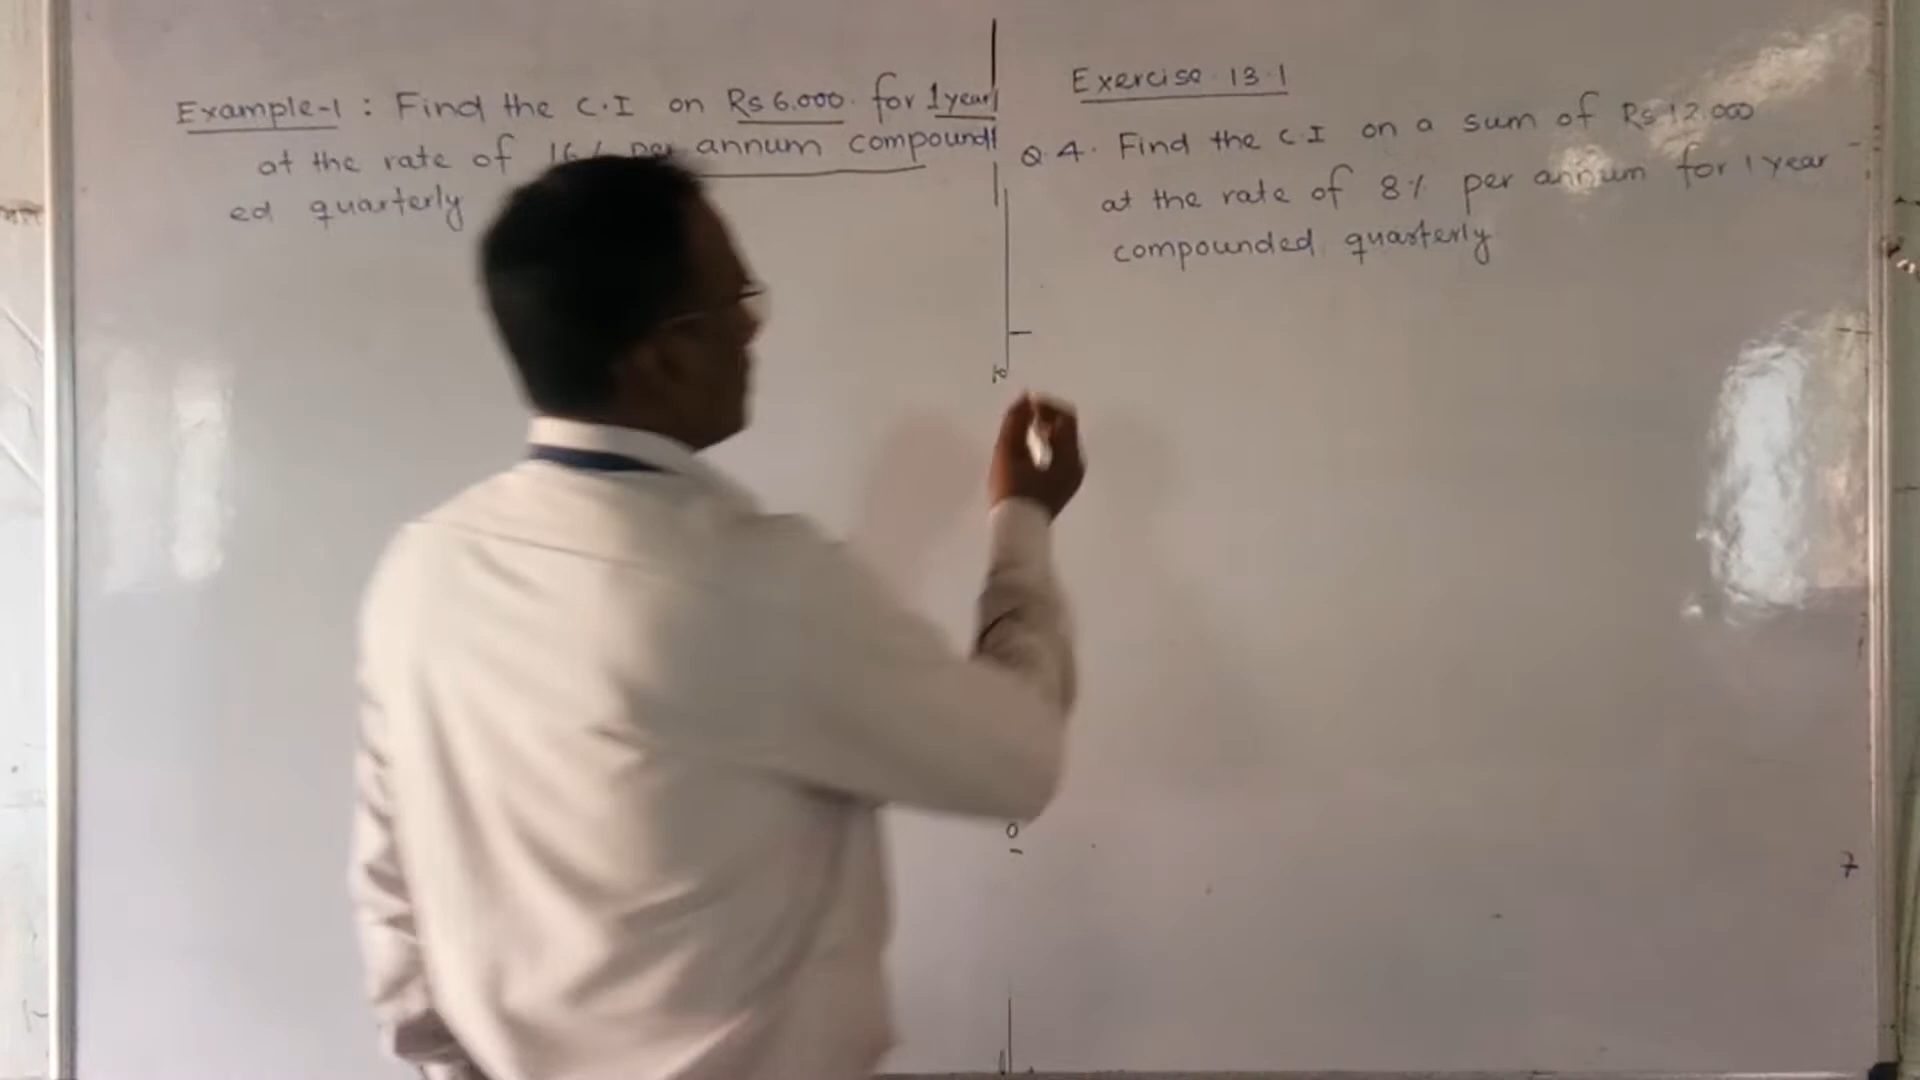 Example-1 : Find the C.I on Rs 6.000. for 1 year
at the rate of 16% per annum compound
ed quarterly
Exercise 13.1
Q.4. Find the C.I on a sum of Rs 12.000
at the rate of 8% per annum for 1 year
compounded quarterly
0
7